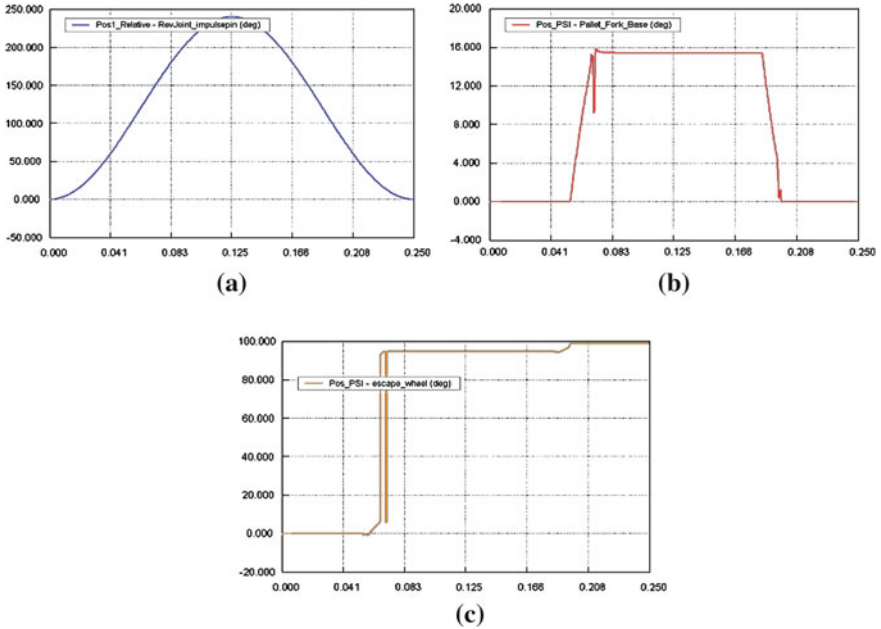 250.000
Pos1_Relative - RevJoint_impulsepin (deg)
200.000
150.000
100.000
50.000
0.000
-50.000
0.000 0.041 0.083 0.125 0.166 0.208 0.250
(a)
20.000
Pos_PSI - Pallet_Fork_Base (deg)
16.000
12.000
8.000
4.000
0.000
-4.000
0.000 0.041 0.083 0.125 0.166 0.208 0.250
(b)
100.000
80.000
Pos_PSI - escape_wheel (deg)
60.000
40.000
20.000
0.000
-20.000
0.000 0.041 0.083 0.125 0.166 0.208 0.250
(c)